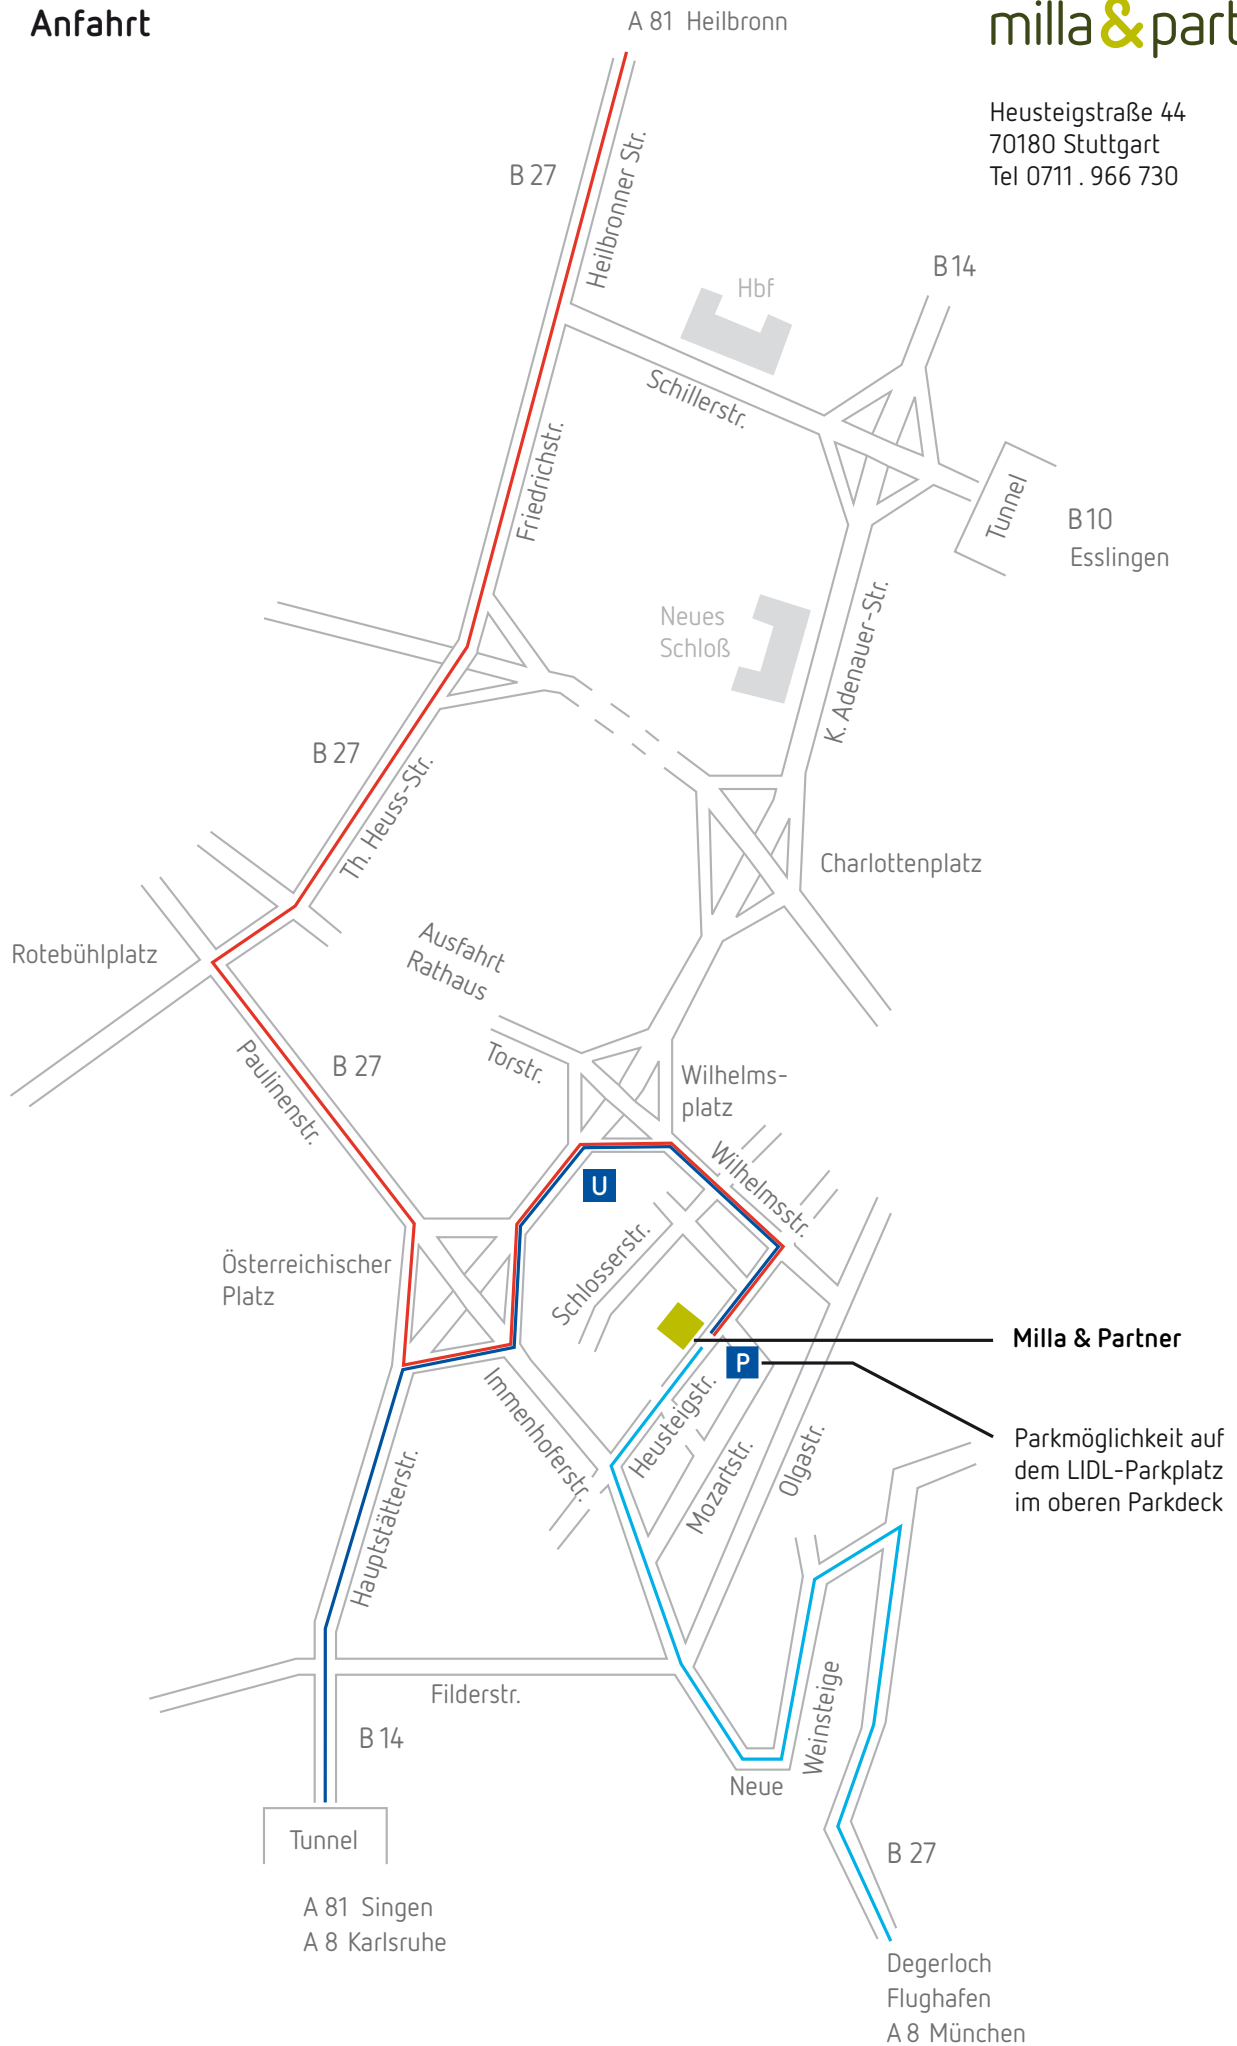 Anfahrt
A 81 Heilbronn
milla & part
Heusteigstraße 44
70180 Stuttgart
Tel 0711 . 966 730
B 27
Heilbronner Str.
B 14
Hbf
Schillerstr.
Friedrichstr.
Tunnel
B 10
Esslingen
Neues
Schloß
K. Adenauer-Str.
B 27
Th. Heuss-Str.
Charlottenplatz
Rotebühlplatz
Ausfahrt
Rathaus
Torstr.
B 27
Paulinenstr.
Wilhelms-
platz
Wilhelmsstr.
U
Schlosserstr.
Österreichischer
Platz
Milla & Partner
P
Immenhoferstr.
Heusteigstr.
Mozartstr.
Olgastr.
Parkmöglichkeit auf
dem LIDL-Parkplatz
im oberen Parkdeck
Hauptstätterstr.
Filderstr.
B 14
Weinsteige
Neue
Tunnel
B 27
A 81 Singen
A 8 Karlsruhe
Degerloch
Flughafen
A 8 München